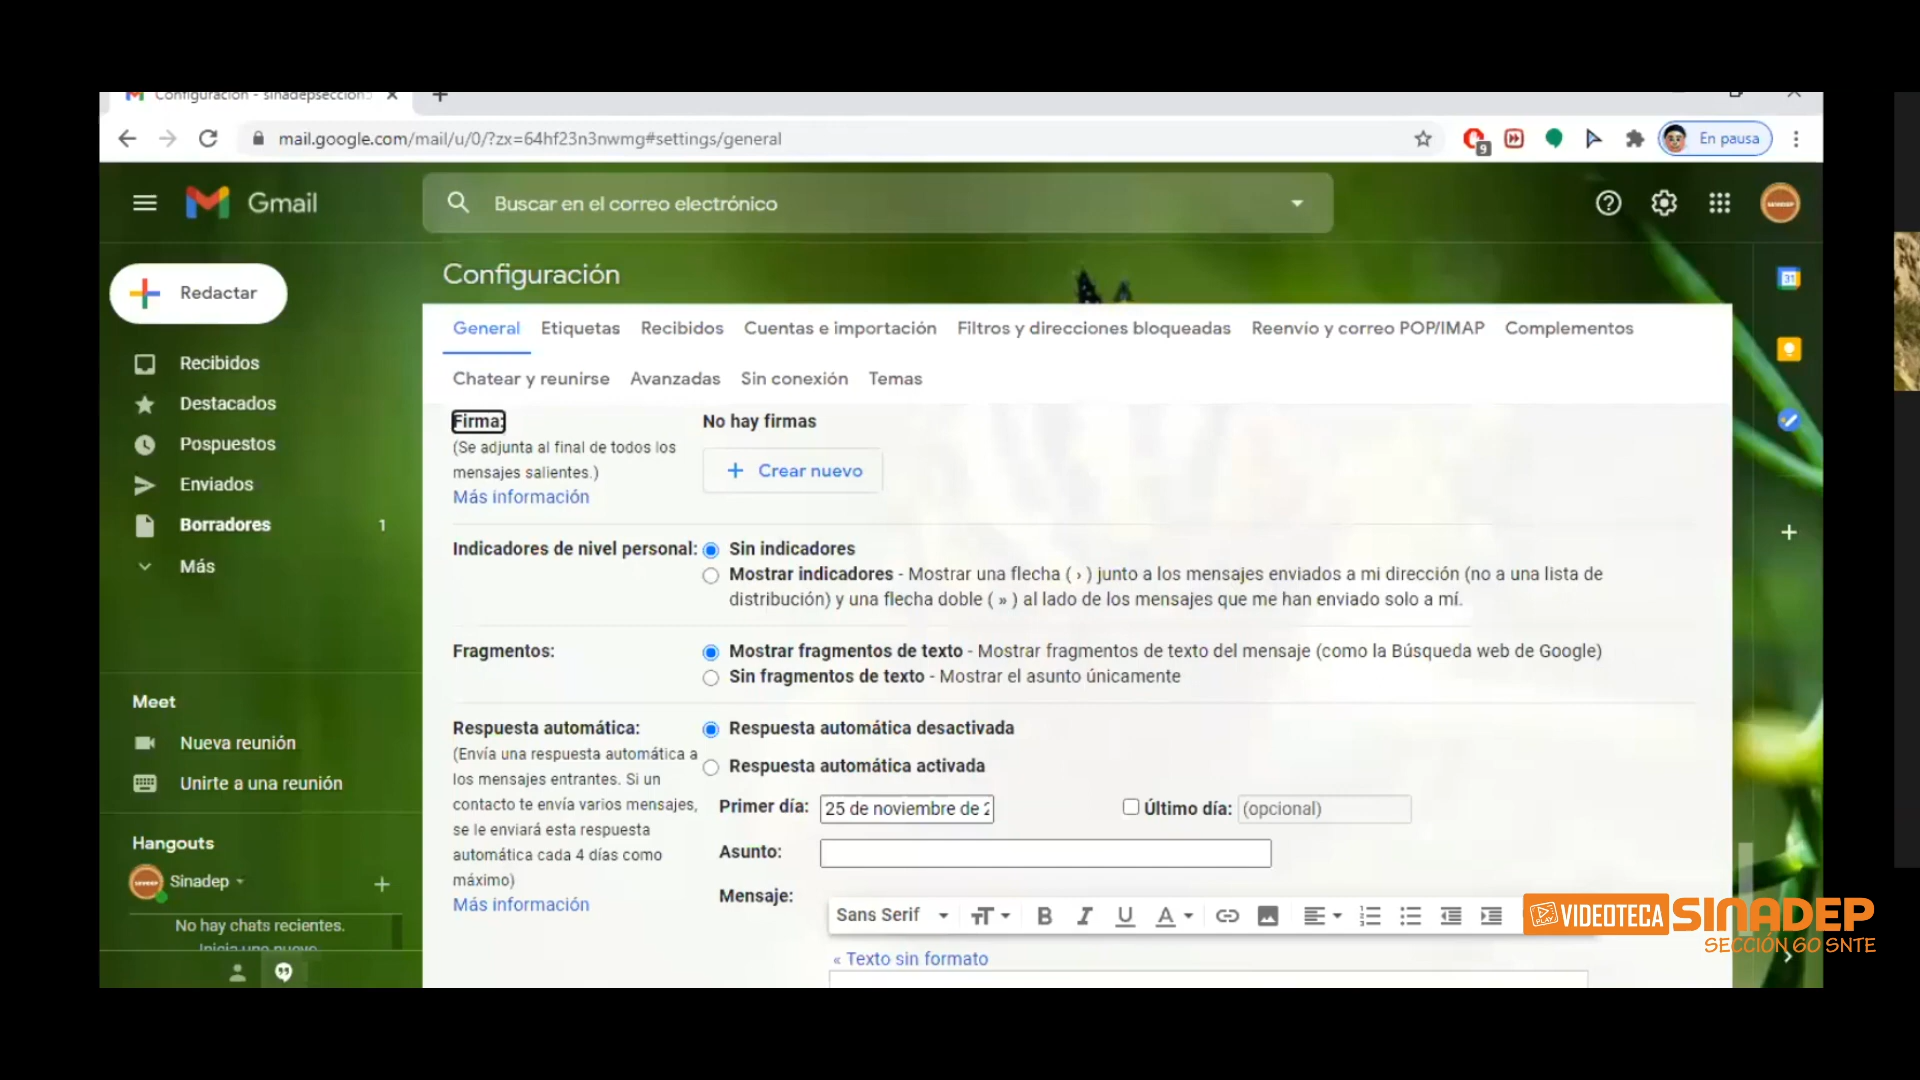 Configuración - sinadepseccion
mail.google.com/mail/u/0/?zx=64hf23n3nwmg#settings/general
9
En pausa
Gmail
Buscar en el correo electrónico
SINADEP
Redactar
Recibidos
Destacados
Pospuestos
Enviados
Borradores 1
Más
Meet
Nueva reunión
Unirte a una reunión
Hangouts
Sinadep
No hay chats recientes.
Inicia uno nuevo
Configuración
General Etiquetas Recibidos Cuentas e importación Filtros y direcciones bloqueadas Reenvío y correo POP/IMAP Complementos
Chatear y reunirse Avanzadas Sin conexión Temas
Firma:
(Se adjunta al final de todos los
mensajes salientes.)
Más información
No hay firmas
+ Crear nuevo
Indicadores de nivel personal:
Sin indicadores
Mostrar indicadores - Mostrar una flecha ( › ) junto a los mensajes enviados a mi dirección (no a una lista de
distribución) y una flecha doble ( » ) al lado de los mensajes que me han enviado solo a mí.
Fragmentos:
Mostrar fragmentos de texto - Mostrar fragmentos de texto del mensaje (como la Búsqueda web de Google)
Sin fragmentos de texto - Mostrar el asunto únicamente
Respuesta automática:
(Envía una respuesta automática a
los mensajes entrantes. Si un
contacto te envía varios mensajes,
se le enviará esta respuesta
automática cada 4 días como
máximo)
Más información
Respuesta automática desactivada
Respuesta automática activada
Primer día: 25 de noviembre de 2
Último día: (opcional)
Asunto:
Mensaje:
Sans Serif
B I U A
« Texto sin formato
31
PLAY VIDEOTECA SINADEP
SECCIÓN 60 SNTE